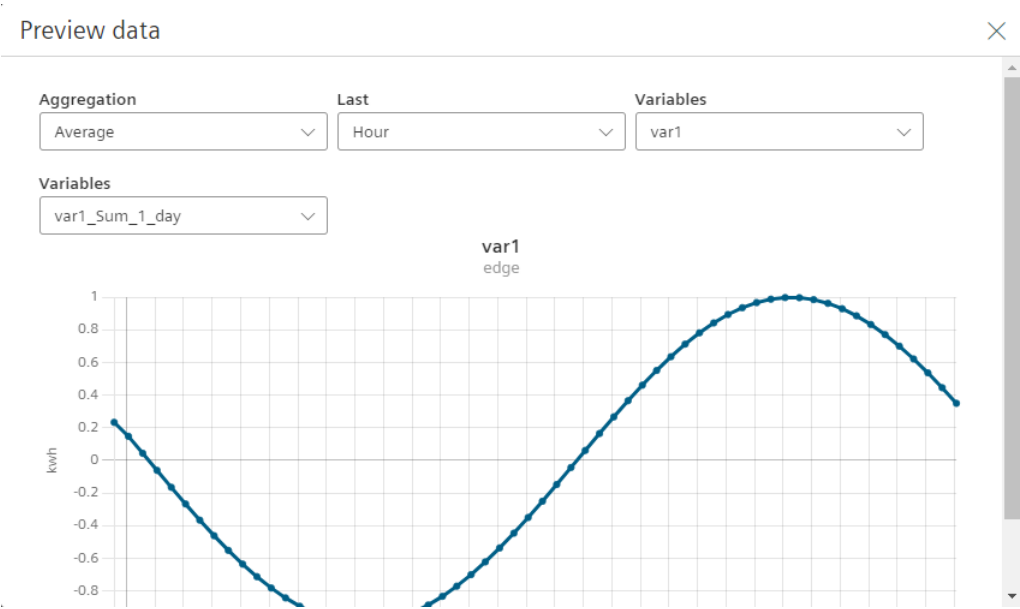 Preview data
Aggregation Last Variables
Average Hour var1
Variables
var1_Sum_1_day
var1
edge
1
0.8
0.6
0.4
0.2
0
-0.2
-0.4
-0.6
-0.8
kwh